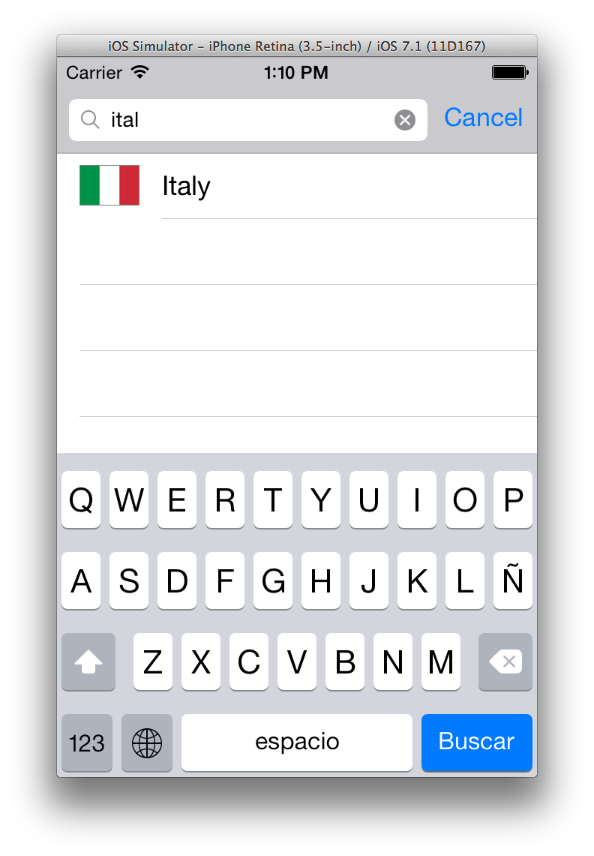 iOS Simulator - iPhone Retina (3.5-inch) / iOS 7.1 (11D167)
Carrier 1:10 PM
ital Cancel
Italy
Q W E R T Y U I O P
A S D F G H J K L Ñ
Z X C V B N M
123 espacio Buscar